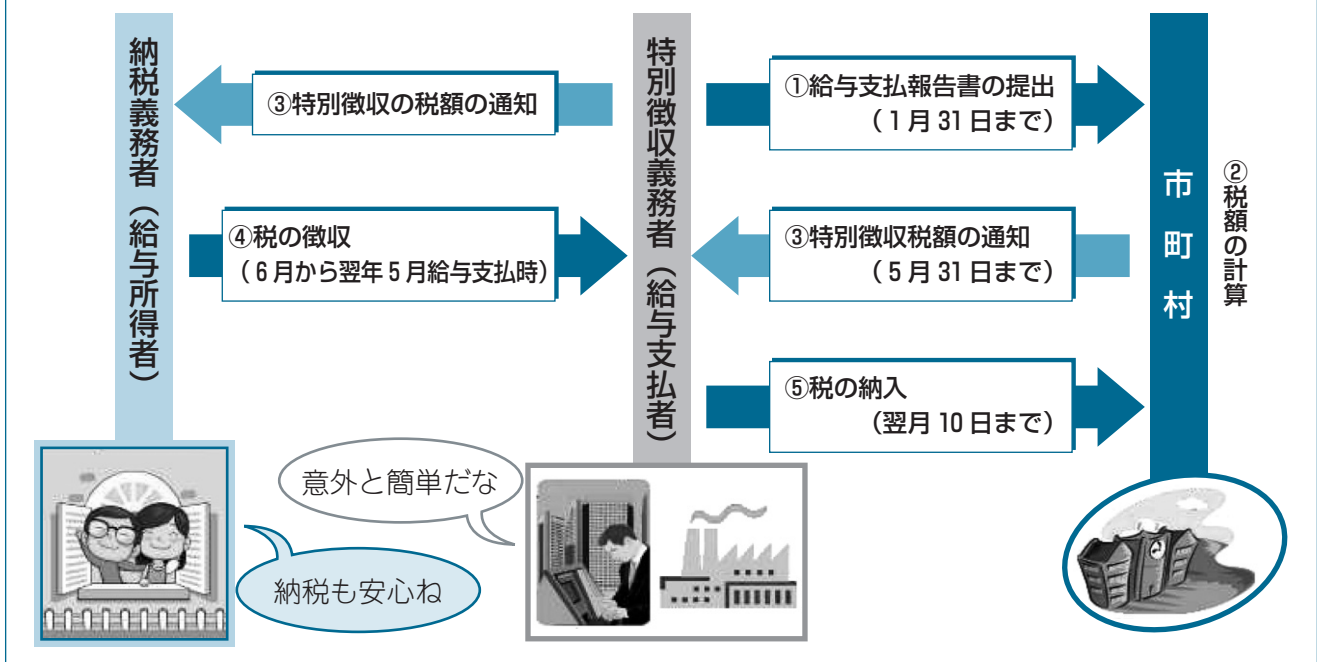 納税義務者（給与所得者）
③特別徴収の税額の通知
④税の徴収
（6月から翌年5月給与支払時）
特別徴収義務者（給与支払者）
①給与支払報告書の提出
（1月31日まで）
③特別徴収税額の通知
（5月31日まで）
⑤税の納入
（翌月10日まで）
市町村
②税額の計算
意外と簡単だな
納税も安心ね